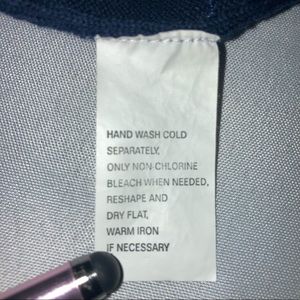 HAND WASH COLD
SEPARATELY,
ONLY NON-CHLORINE
BLEACH WHEN NEEDED,
RESHAPE AND
DRY FLAT,
WARM IRON
IF NECESSARY